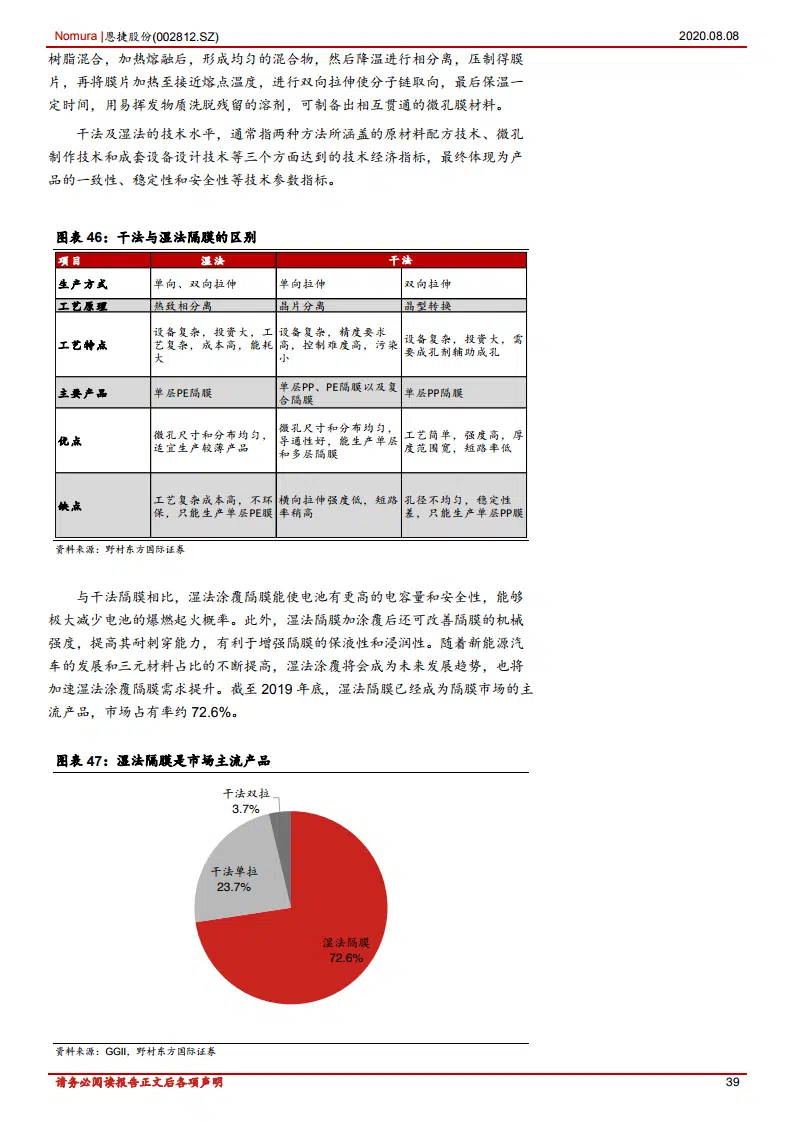 Nomura |恩捷股份(002812.SZ)
2020.08.08
树脂混合，加热熔融后，形成均匀的混合物，然后降温进行相分离，压制得膜
片，再将膜片加热至接近熔点温度，进行双向拉伸使分子链取向，最后保温一
定时间，用易挥发物质洗脱残留的溶剂，可制备出相互贯通的微孔膜材料。
干法及湿法的技术水平，通常指两种方法所涵盖的原材料配方技术、微孔
制作技术和成套设备设计技术等三个方面达到的技术经济指标，最终体现为产
品的一致性、稳定性和安全性等技术参数指标。
图表 46：干法与湿法隔膜的区别
项目 湿法 干法
生产方式 单向、双向拉伸 单向拉伸 双向拉伸
工艺原理 热致相分离 晶片分离 晶型转换
工艺特点
设备复杂，投资大，工
艺复杂，成本高，能耗
大
设备复杂，精度要求
高，控制难度高，污染
小
设备复杂，投资大，需
要成孔剂辅助成孔
主要产品
单层PE隔膜
单层PP、PE隔膜以及复
合隔膜
单层PP隔膜
优点
微孔尺寸和分布均匀，
适宜生产较薄产品
微孔尺寸和分布均匀，
导通性好，能生产单层
和多层隔膜
工艺简单，强度高，厚
度范围宽，短路率低
缺点
工艺复杂成本高，不环
保，只能生产单层PE膜
横向拉伸强度低，短路
率稍高
孔径不均匀，稳定性
差，只能生产单层PP膜
资料来源：野村东方国际证券
与干法隔膜相比，湿法涂覆隔膜能使电池有更高的电容量和安全性，能够
极大减少电池的爆燃起火概率。此外，湿法隔膜加涂覆后还可改善隔膜的机械
强度，提高其耐刺穿能力，有利于增强隔膜的保液性和浸润性。随着新能源汽
车的发展和三元材料占比的不断提高，湿法涂覆将会成为未来发展趋势，也将
加速湿法涂覆隔膜需求提升。截至 2019 年底，湿法隔膜已经成为隔膜市场的主
流产品，市场占有率约 72.6%。
图表 47：湿法隔膜是市场主流产品
干法双拉
3.7%
干法单拉
23.7%
湿法隔膜
72.6%
资料来源：GGII，野村东方国际证券
请务必阅读报告正文后各项声明
39